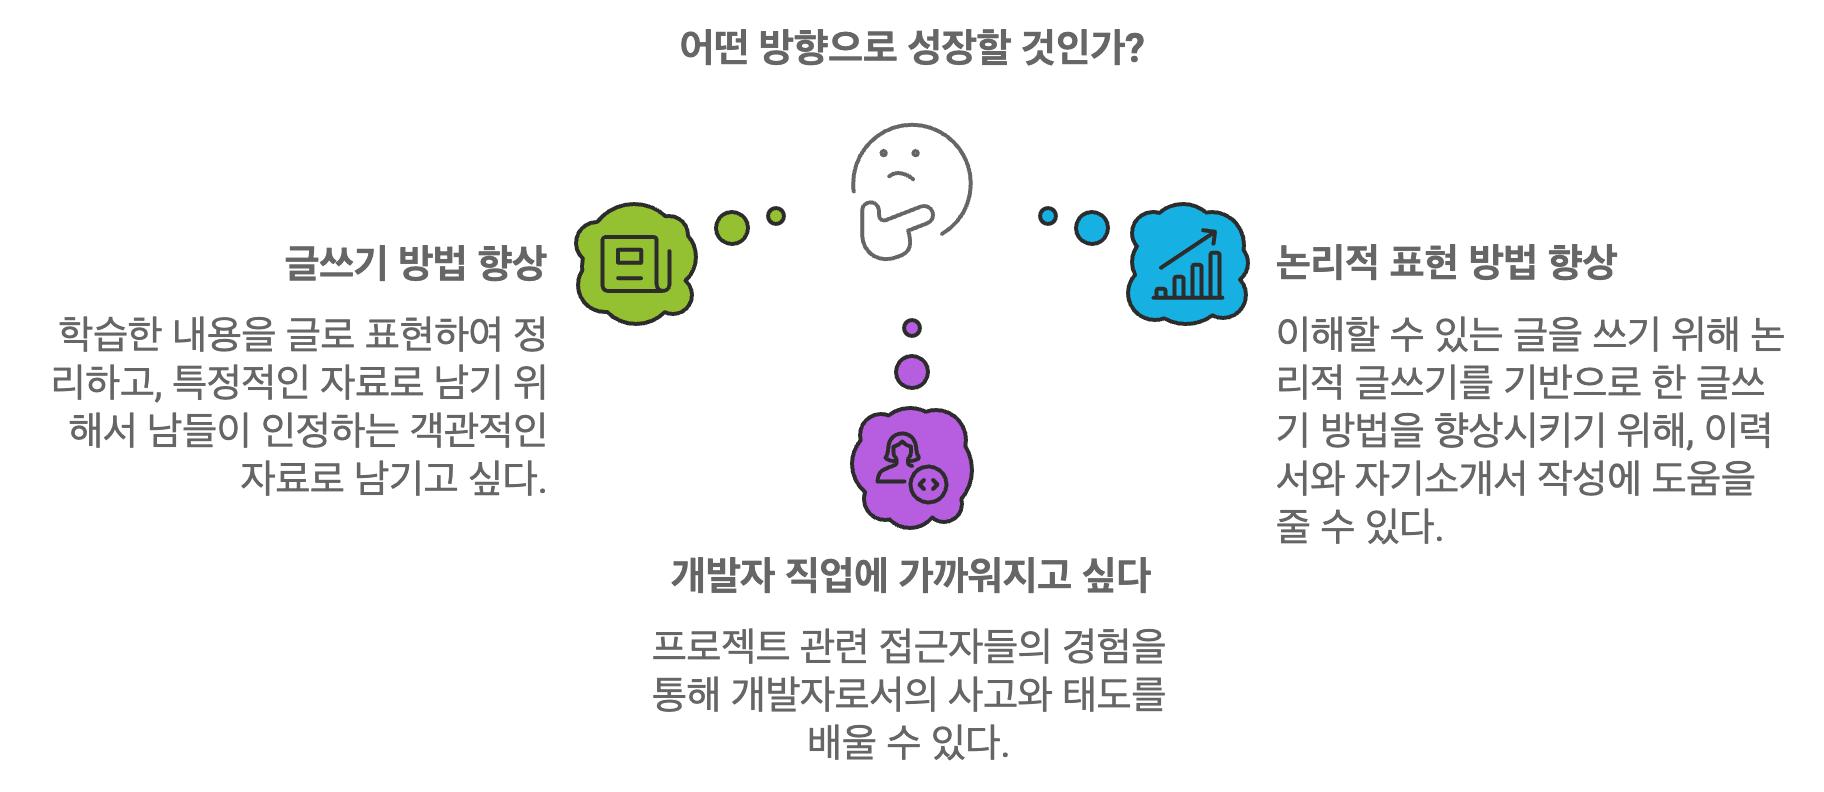 어떤 방향으로 성장할 것인가?
글쓰기 방법 향상
학습한 내용을 글로 표현하여 정
리하고, 특정적인 자료로 남기 위
해서 남들이 인정하는 객관적인
자료로 남기고 싶다.
논리적 표현 방법 향상
이해할 수 있는 글을 쓰기 위해 논
리적 글쓰기를 기반으로 한 글쓰
기 방법을 향상시키기 위해, 이력
서와 자기소개서 작성에 도움을
줄 수 있다.
개발자 직업에 가까워지고 싶다
프로젝트 관련 접근자들의 경험을
통해 개발자로서의 사고와 태도를
배울 수 있다.